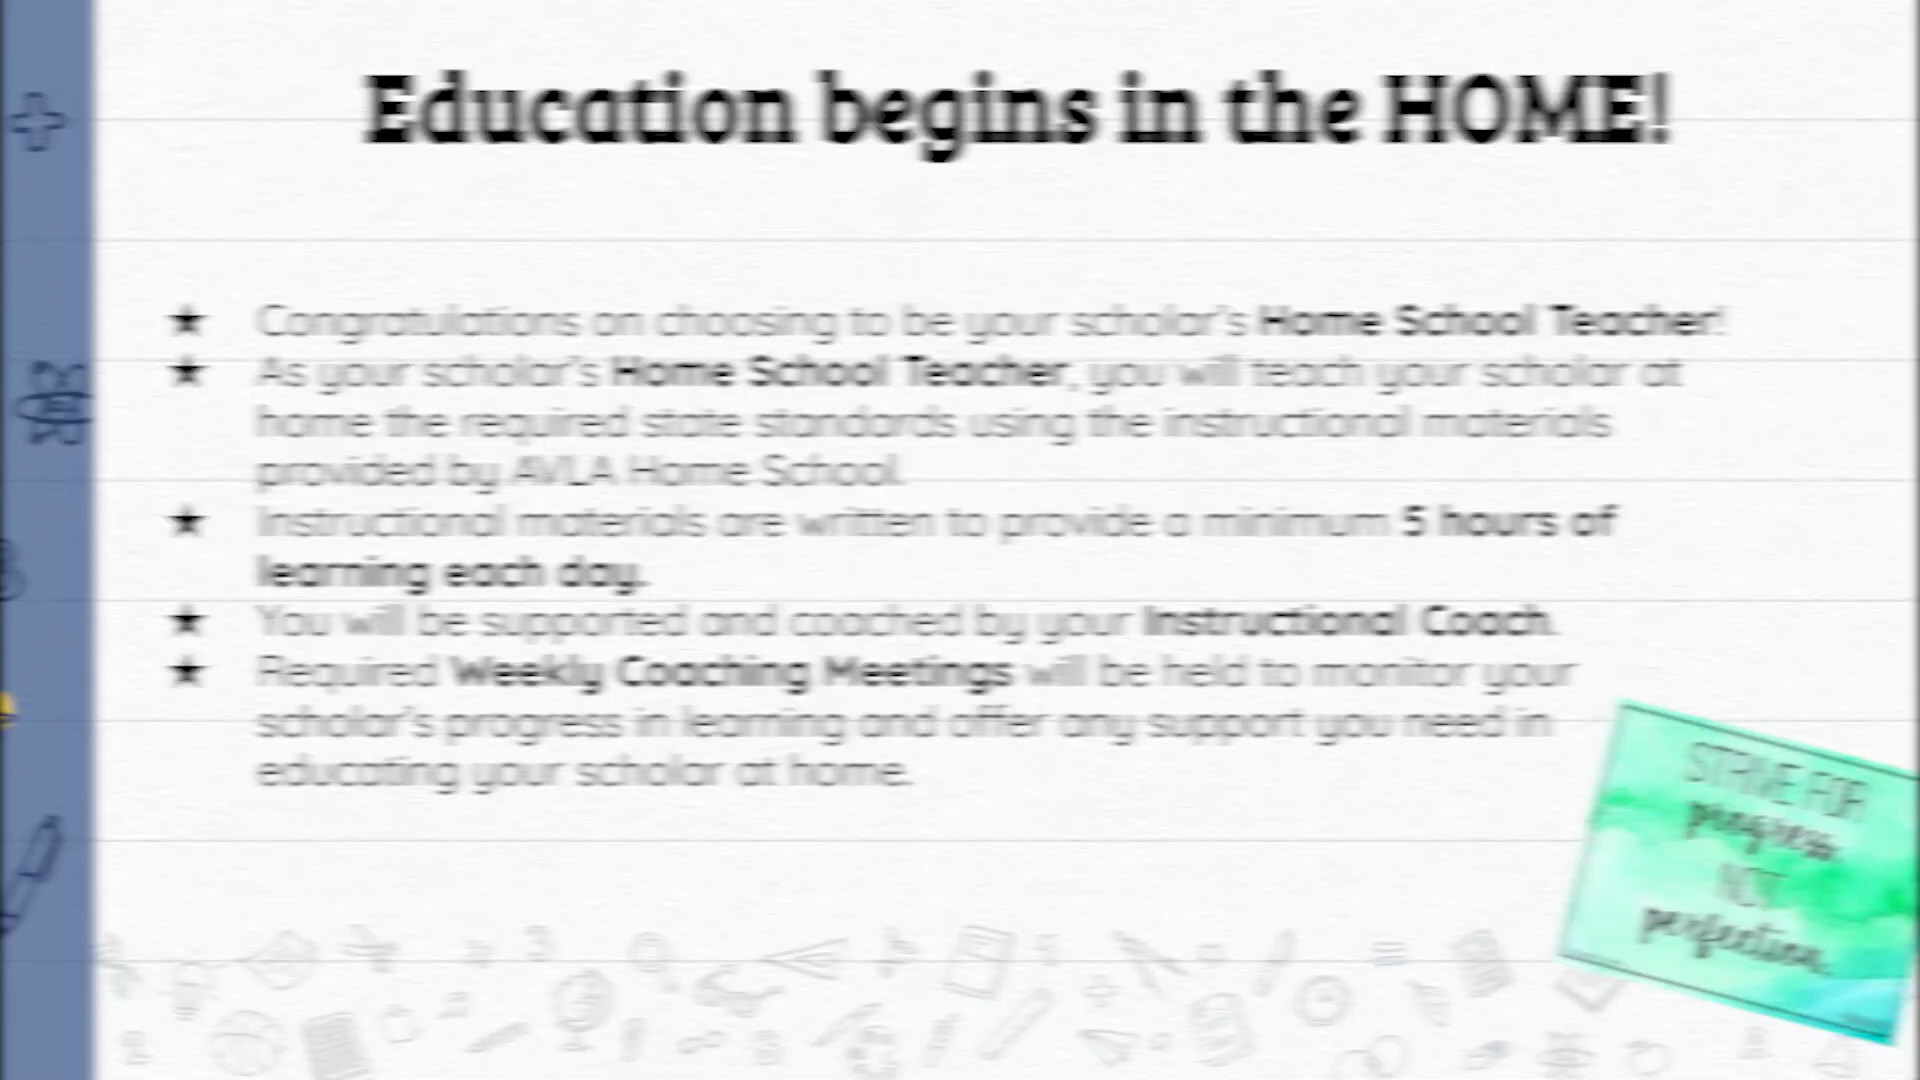 Education begins in the HOME!
★ Congratulations on choosing to be your scholar's Home School Teacher!
★ As your scholar's Home School Teacher, you will teach your scholar at
home the required state standards using the instructional materials
provided by AVLA Home School.
★ Instructional materials are written to provide a minimum 5 hours of
learning each day.
★ You will be supported and coached by your Instructional Coach.
★ Required Weekly Coaching Meetings will be held to monitor your
scholar's progress in learning and offer any support you need in
educating your scholar at home.
STRIVE FOR
progress
NOT
perfection.